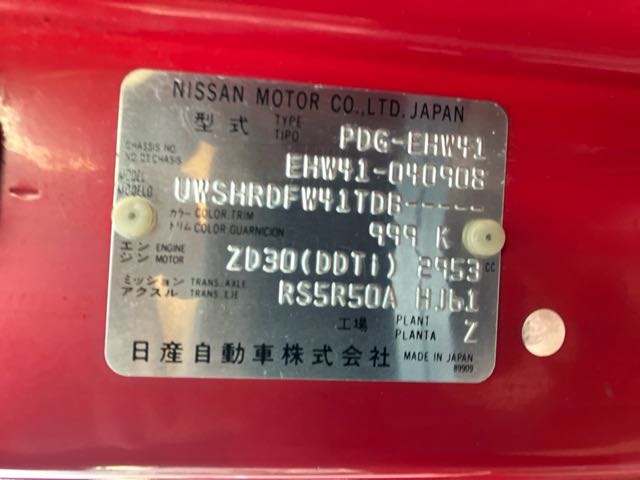 NISSAN MOTOR CO.,LTD. JAPAN
型式 TYPE TIPO PDG-EHW41
CHASSIS NO. NO. DE CHASIS EHW41-040908
MODEL MODELO UWSHRDFW41TDB-----
カラー トリム COLOR, TRIM COLOR GUARNICION 999 K
エンジン ENGINE MOTOR ZD30(DDTi) 2953 CC
ミッション アクスル TRANS. AXLE TRANS. EJE RS5R50A HJ61
工場 PLANT PLANTA Z
日産自動車株式会社 MADE IN JAPAN
89909